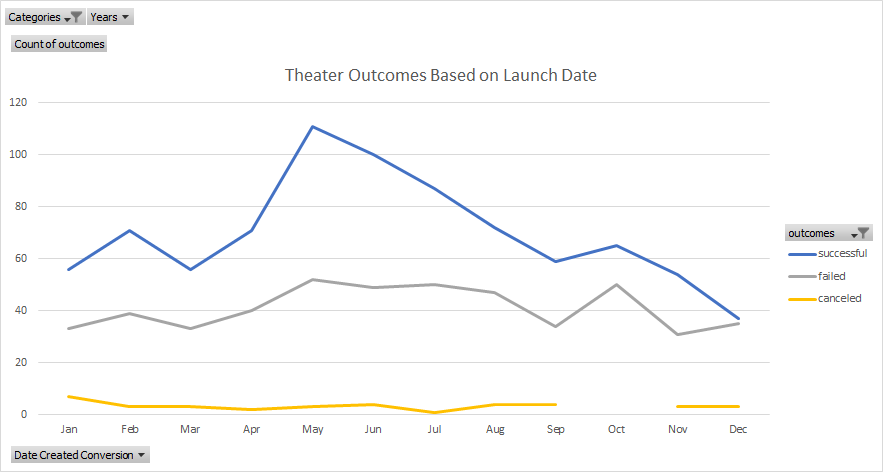 Categories Years
Count of outcomes
Theater Outcomes Based on Launch Date
120
100
80
60
40
20
0
Jan Feb Mar Apr May Jun Jul Aug Sep Oct Nov Dec
outcomes
successful
failed
canceled
Date Created Conversion